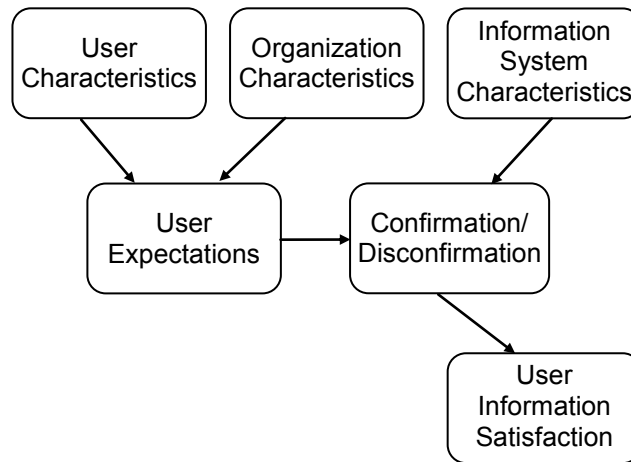 User
Characteristics
Organization
Characteristics
Information
System
Characteristics
User
Expectations
Confirmation/
Disconfirmation
User
Information
Satisfaction